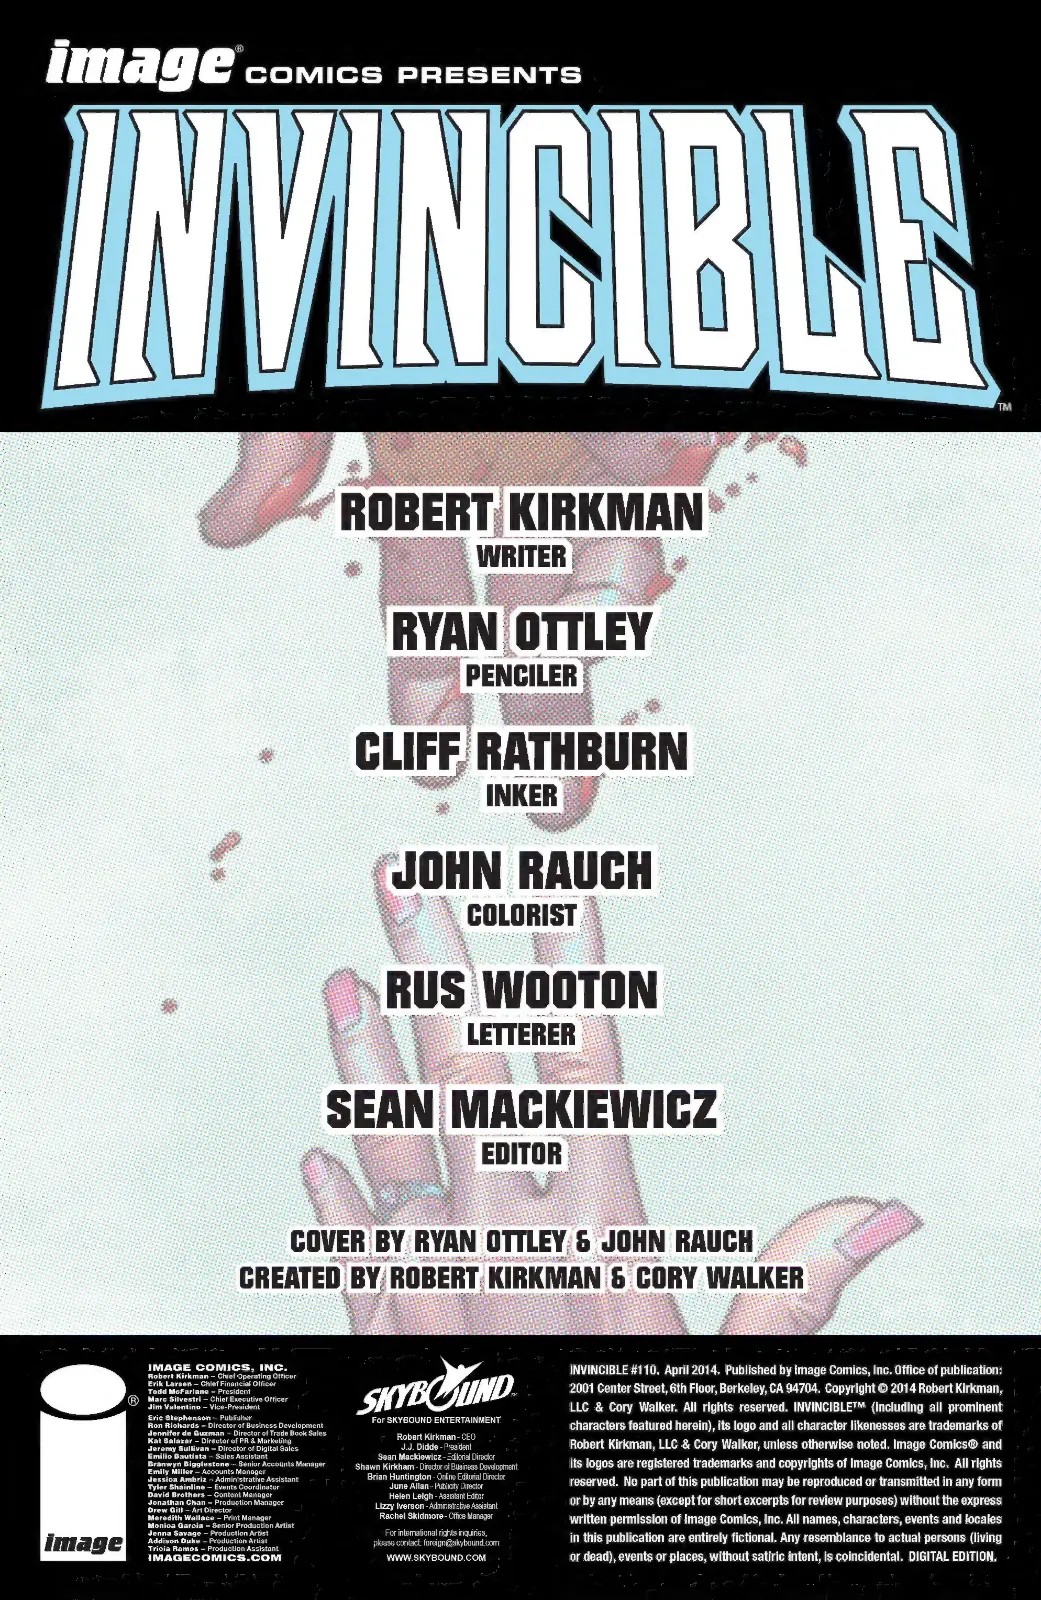 image® COMICS PRESENTS
INVINCIBLE™
ROBERT KIRKMAN
WRITER
RYAN OTTLEY
PENCILER
CLIFF RATHBURN
INKER
JOHN RAUCH
COLORIST
RUS WOOTON
LETTERER
SEAN MACKIEWICZ
EDITOR
COVER BY RYAN OTTLEY & JOHN RAUCH
CREATED BY ROBERT KIRKMAN & CORY WALKER
image ®
IMAGE COMICS, INC.
Robert Kirkman – Chief Operating Officer
Erik Larsen – Chief Financial Officer
Todd McFarlane – President
Marc Silvestri – Chief Executive Officer
Jim Valentino – Vice-President
Eric Stephenson – Publisher
Ron Richards – Director of Business Development
Jennifer de Guzman – Director of Trade Book Sales
Kat Salazar – Director of PR & Marketing
Jeremy Sullivan – Director of Digital Sales
Emilio Bautista – Sales Assistant
Branwyn Bigglestone – Senior Accounts Manager
Emily Miller – Accounts Manager
Jessica Ambriz – Administrative Assistant
Tyler Shainline – Events Coordinator
David Brothers – Content Manager
Jonathan Chan – Production Manager
Drew Gill – Art Director
Meredith Wallace – Print Manager
Monica Garcia – Senior Production Artist
Jenna Savage – Production Artist
Addison Duke – Production Artist
Tricia Ramos – Production Assistant
IMAGECOMICS.COM
SKYBOUND™
For SKYBOUND ENTERTAINMENT
Robert Kirkman - CEO
J.J. Didde - President
Sean Mackiewicz - Editorial Director
Shawn Kirkham - Director of Business Development
Brian Huntington - Online Editorial Director
June Allan - Publicity Director
Helen Leigh - Assistant Editor
Lizzy Iverson - Administrative Assistant
Rachel Skidmore - Office Manager
For international rights inquiries,
please contact: foreign@skybound.com
WWW.SKYBOUND.COM
INVINCIBLE #110. April 2014. Published by Image Comics, Inc. Office of publication:
2001 Center Street, 6th Floor, Berkeley, CA 94704. Copyright © 2014 Robert Kirkman,
LLC & Cory Walker. All rights reserved. INVINCIBLE™ (including all prominent
characters featured herein), its logo and all character likenesses are trademarks of
Robert Kirkman, LLC & Cory Walker, unless otherwise noted. Image Comics® and
its logos are registered trademarks and copyrights of Image Comics, Inc. All rights
reserved. No part of this publication may be reproduced or transmitted in any form
or by any means (except for short excerpts for review purposes) without the express
written permission of Image Comics, Inc. All names, characters, events and locales
in this publication are entirely fictional. Any resemblance to actual persons (living
or dead), events or places, without satiric intent, is coincidental. DIGITAL EDITION.